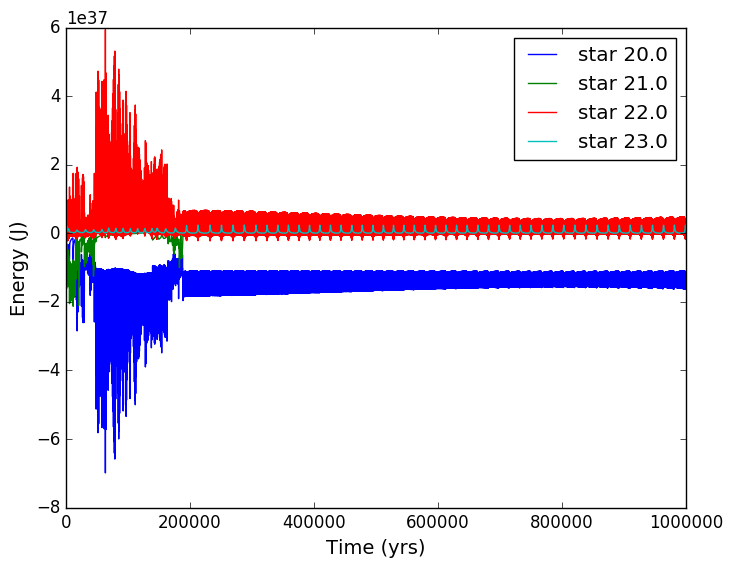 1e37
6
4
2
0
−2
−4
−6
−8
Energy (J)
star 20.0
star 21.0
star 22.0
star 23.0
0 200000 400000 600000 800000 1000000
Time (yrs)